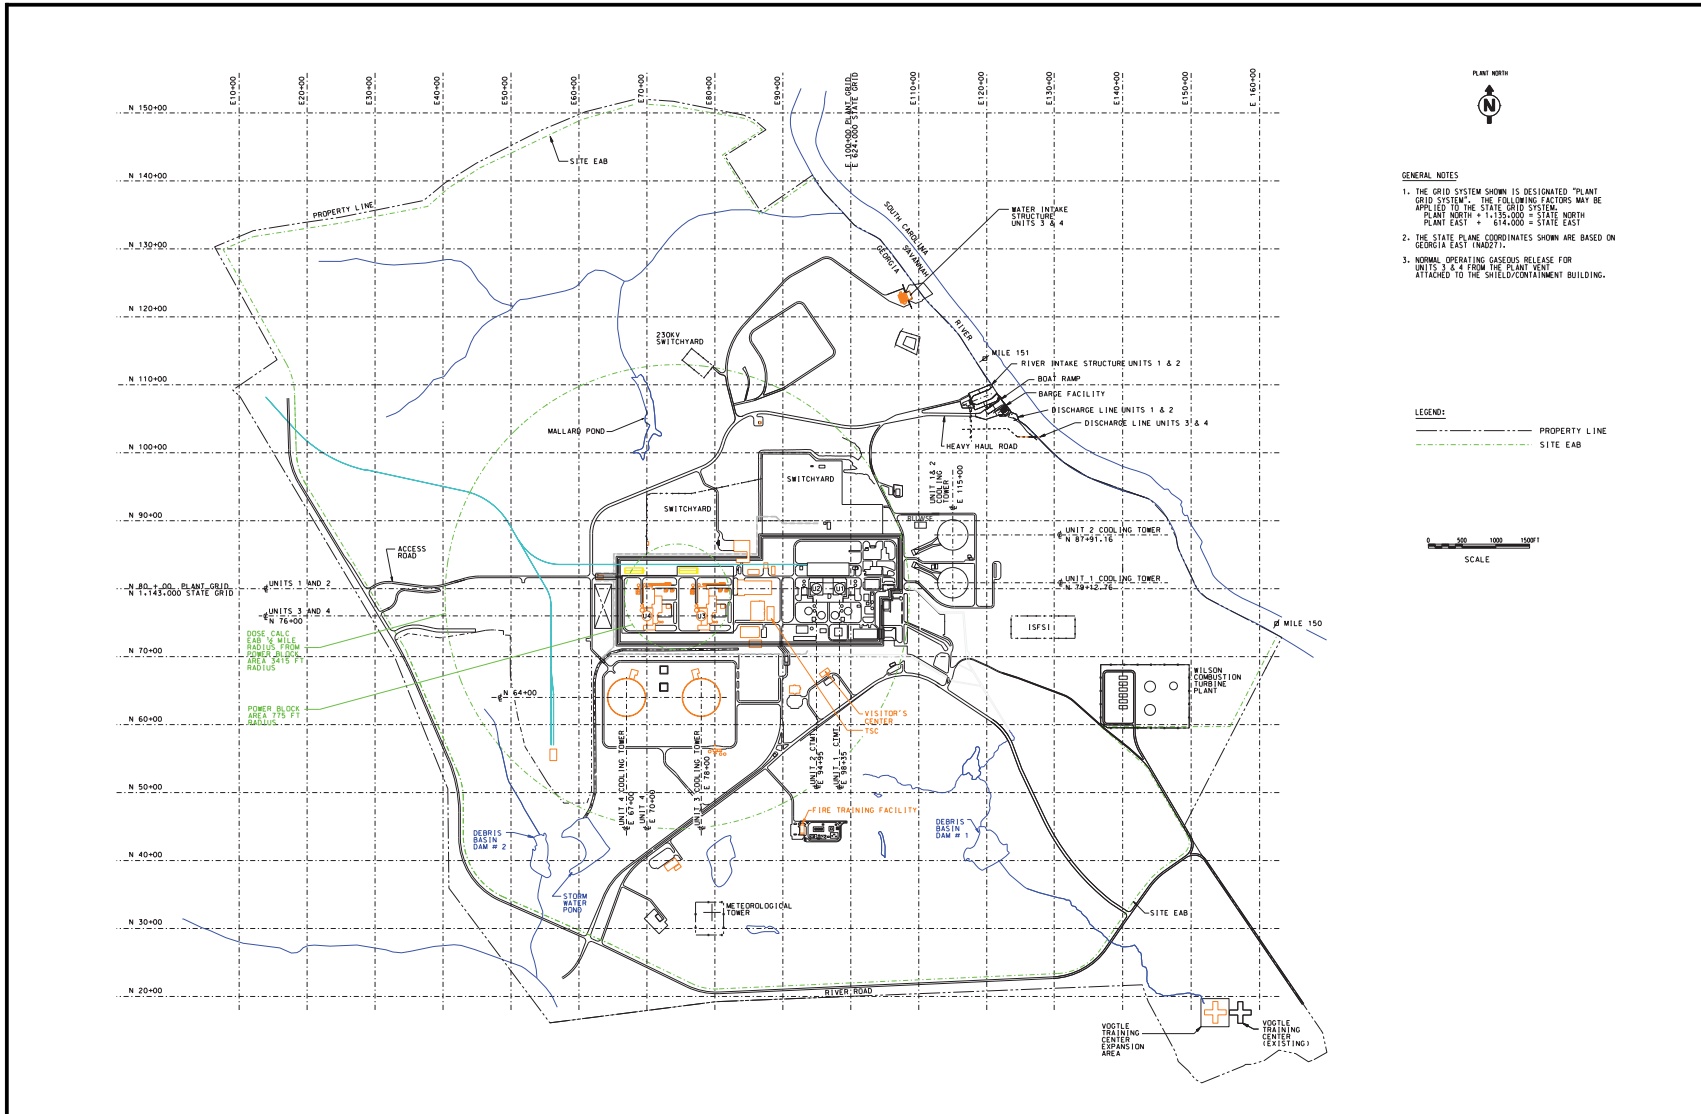 E10+00
E20+00
E30+00
E40+00
E50+00
E60+00
E70+00
E80+00
E90+00
E 100+00 PLANT GRID
E 624.000 STATE GRID
E110+00
E120+00
E130+00
E140+00
E150+00
E 160+00
N 150+00
N 140+00
N 130+00
N 120+00
N 110+00
N 100+00
N 90+00
N 80 +.00 PLANT GRID
N 1.143.000 STATE GRID
N 70+00
N 60+00
N 50+00
N 40+00
N 30+00
N 20+00
PLANT NORTH
N
GENERAL NOTES
1. THE GRID SYSTEM SHOWN IS DESIGNATED "PLANT
GRID SYSTEM". THE FOLLOWING FACTORS MAY BE
APPLIED TO THE STATE GRID SYSTEM.
PLANT NORTH + 1.135.000 = STATE NORTH
PLANT EAST + 614.000 = STATE EAST
2. THE STATE PLANE COORDINATES SHOWN ARE BASED ON
GEORGIA EAST (NAD27).
3. NORMAL OPERATING GASEOUS RELEASE FOR
UNITS 3 & 4 FROM THE PLANT VENT
ATTACHED TO THE SHIELD/CONTAINMENT BUILDING.
LEGEND:
PROPERTY LINE
SITE EAB
0 500 1000 1500FT
SCALE
SITE EAB
PROPERTY LINE
SOUTH CAROLINA
SAVANNAH
GEORGIA
RIVER
WATER INTAKE
STRUCTURE
UNITS 3 & 4
230KV
SWITCHYARD
MILE 151
RIVER INTAKE STRUCTURE UNITS 1 & 2
BOAT RAMP
BARGE FACILITY
DISCHARGE LINE UNITS 1 & 2
DISCHARGE LINE UNITS 3 & 4
HEAVY HAUL ROAD
MALLARD POND
SWITCHYARD
SWITCHYARD
UNIT 1& 2
COOLING
TOWER
E 115+00
UNIT 2 COOLING TOWER
N 87+91.16
UNIT 1 COOLING TOWER
N 79+12.76
ACCESS
ROAD
UNITS 1 AND 2
UNITS 3 AND 4
N 76+00
U4
U3
U2
U1
ISFSI
MILE 150
DOSE CALC
EAB ½ MILE
RADIUS FROM
POWER BLOCK
AREA 3415 FT
RADIUS
POWER BLOCK
AREA 775 FT
RADIUS
N 64+00
WILSON
COMBUSTION
TURBINE
PLANT
VISITOR'S
CENTER
TSC
UNIT 4 COOLING TOWER
E 67+00
UNIT 4
E 70+00
UNIT 3 COOLING TOWER
E 78+00
UNIT 2 CTMT
E 94+95
UNIT 1 CTMT
E 98+35
FIRE TRAINING FACILITY
DEBRIS
BASIN
DAM # 2
DEBRIS
BASIN
DAM # 1
STORM
WATER
POND
METEOROLOGICAL
TOWER
SITE EAB
RIVER ROAD
VOGTLE
TRAINING
CENTER
EXPANSION
AREA
VOGTLE
TRAINING
CENTER
(EXISTING)